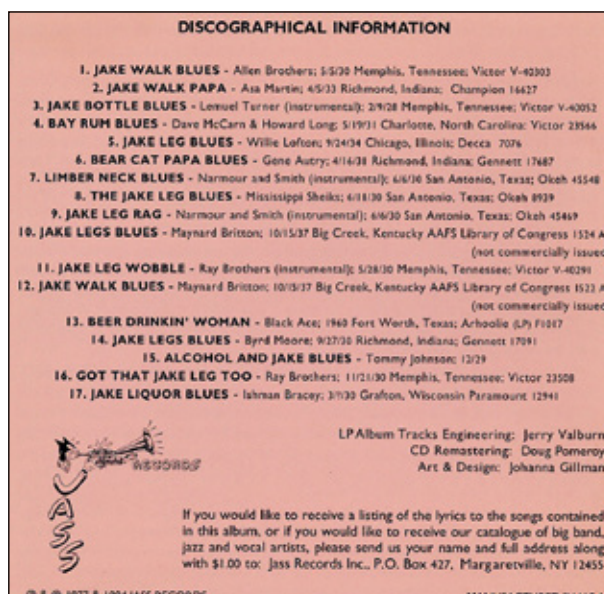 DISCOGRAPHICAL INFORMATION
1. JAKE WALK BLUES - Allen Brothers; 5/5/30 Memphis, Tennessee; Victor V-40303
2. JAKE WALK PAPA - Asa Martin; 4/5/33 Richmond, Indiana; Champion 16627
3. JAKE BOTTLE BLUES - Lemuel Turner (instrumental); 2/9/28 Memphis, Tennessee; Victor V-40052
4. BAY RUM BLUES - Dave McCarn & Howard Long; 5/19/31 Charlotte, North Carolina: Victor 23566
5. JAKE LEG BLUES - Willie Lofton; 9/24/34 Chicago, Illinois; Decca 7076
6. BEAR CAT PAPA BLUES - Gene Autry; 4/16/38 Richmond, Indiana; Gennett 17687
7. LIMBER NECK BLUES - Narmour and Smith (instrumental); 6/6/30 San Antonio, Texas; Okeh 45548
8. THE JAKE LEG BLUES - Mississippi Sheiks; 6/11/30 San Antonio, Texas; Okeh 8939
9. JAKE LEG RAG - Narmour and Smith (instrumental); 6/6/30 San Antonio, Texas; Okeh 45469
10. JAKE LEGS BLUES - Maynard Britton; 10/15/37 Big Creek, Kentucky AAFS Library of Congress 1524 A
(not commercially issued
11. JAKE LEG WOBBLE - Ray Brothers (instrumental); 5/28/30 Memphis, Tennessee; Victor V-40291
12. JAKE WALK BLUES - Maynard Britton; 10/15/37 Big Creek, Kentucky AAFS Library of Congress 1522 A
(not commercially issued
13. BEER DRINKIN' WOMAN - Black Ace; 1960 Fort Worth, Texas; Arhoolie (LP) F1017
14. JAKE LEGS BLUES - Byrd Moore; 9/27/30 Richmond, Indiana; Gennett 17091
15. ALCOHOL AND JAKE BLUES - Tommy Johnson; 12/29
16. GOT THAT JAKE LEG TOO - Ray Brothers; 11/21/30 Memphis, Tennessee; Victor 23508
17. JAKE LIQUOR BLUES - Ishman Bracey; 3/7/30 Grafton, Wisconsin Paramount 12941
LP Album Tracks Engineering: Jerry Valburn
CD Remastering: Doug Pomeroy
Art & Design: Johanna Gillman
JASS RECORDS
If you would like to receive a listing of the lyrics to the songs contained
in this album, or if you would like to receive our catalogue of big band,
jazz and vocal artists, please send us your name and full address along
with $1.00 to: Jass Records Inc., P.O. Box 427, Margaretville, NY 12455